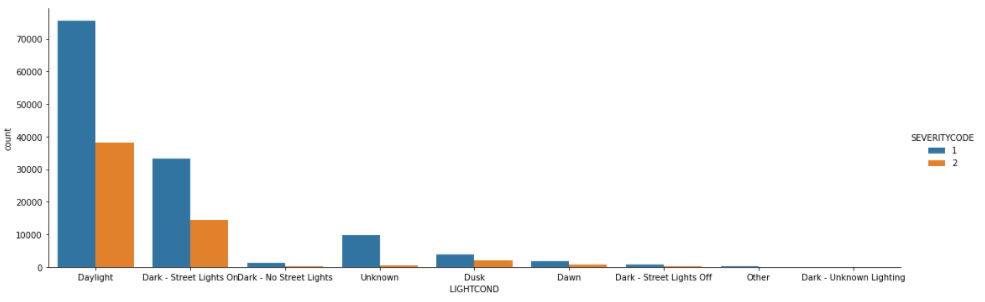 70000
60000
50000
40000
30000
20000
10000
0
count
Daylight
Dark - Street Lights On
Dark - No Street Lights
Unknown
Dusk
Dawn
Dark - Street Lights Off
Other
Dark - Unknown Lighting
LIGHTCOND
SEVERITYCODE
1
2